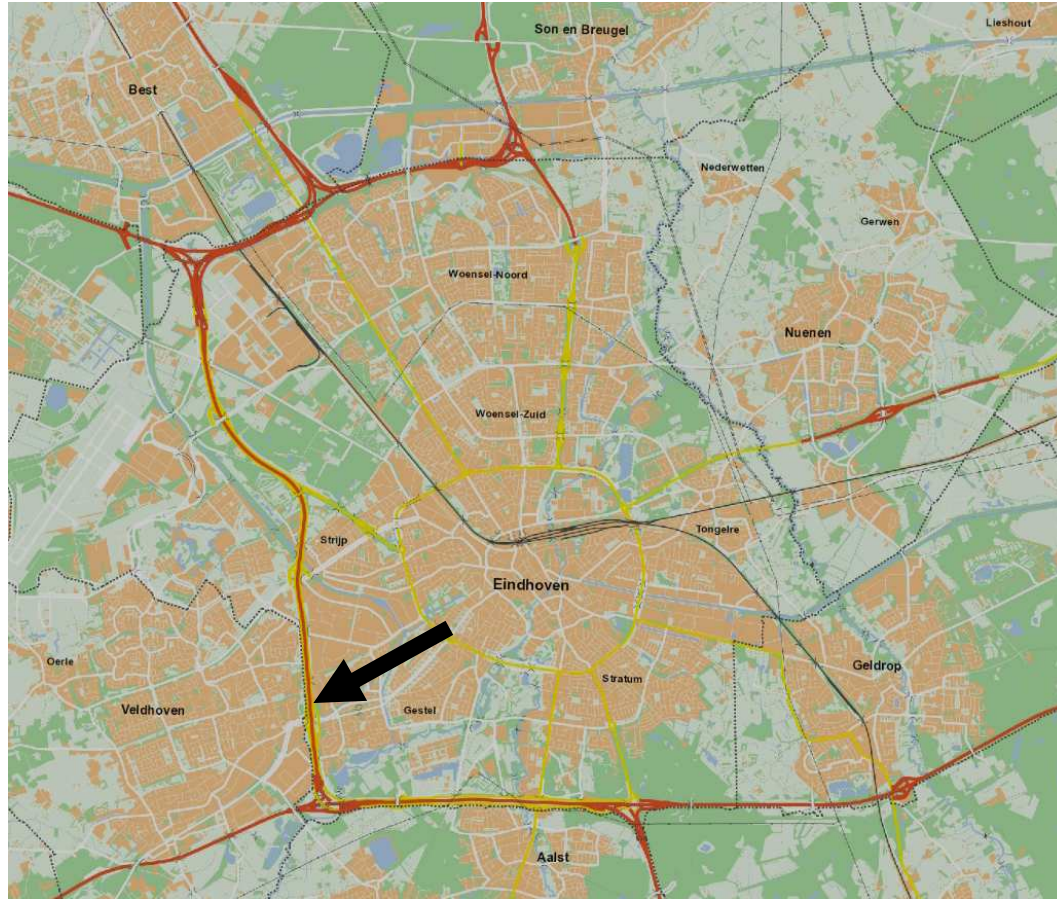 Lieshout
Son en Breugel
Best
Nederwetten
Gerwen
Woensel-Noord
Nuenen
Woensel-Zuid
Tongelre
Strijp
Eindhoven
Oerle
Geldrop
Stratum
Veldhoven
Gestel
Aalst